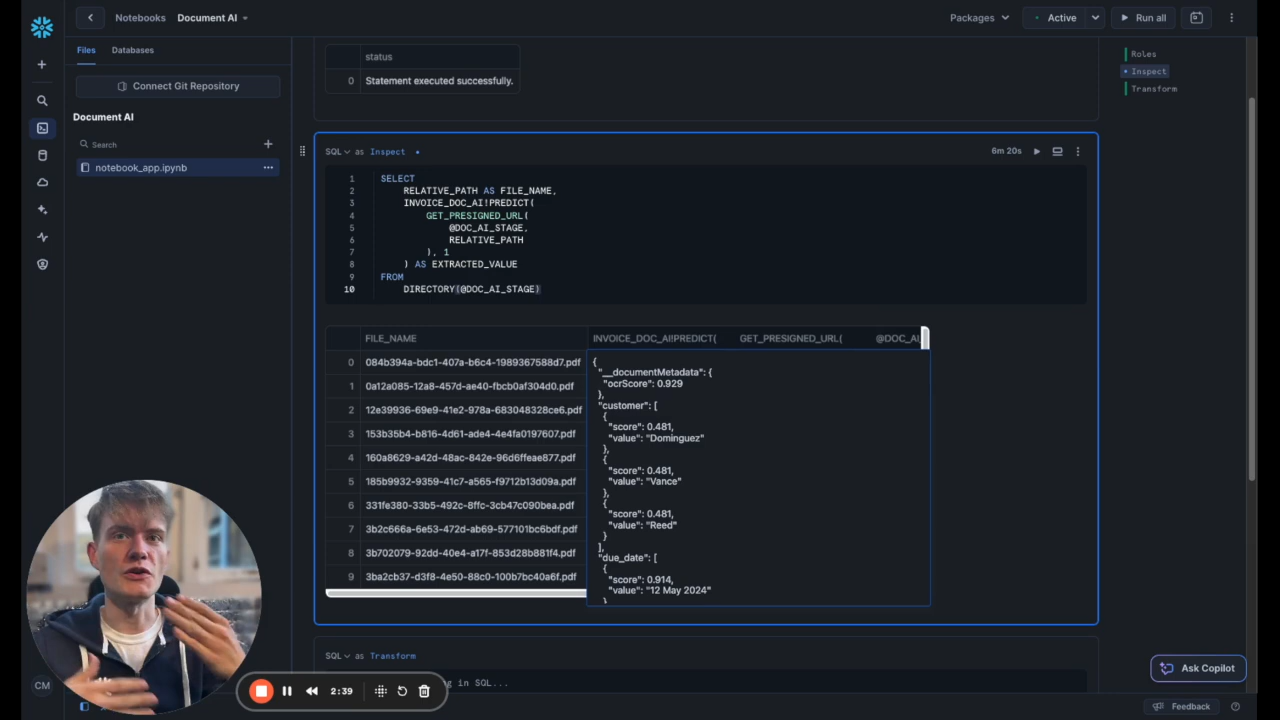 Notebooks Document AI
Packages Active Run all
Files Databases
Connect Git Repository
Document AI
Search
notebook_app.ipynb
CM
status
0 Statement executed successfully.
SQL as Inspect
6m 20s
1 SELECT
2 RELATIVE_PATH AS FILE_NAME,
3 INVOICE_DOC_AI!PREDICT(
4 GET_PRESIGNED_URL(
5 @DOC_AI_STAGE,
6 RELATIVE_PATH
7 ), 1
8 ) AS EXTRACTED_VALUE
9 FROM
10 DIRECTORY(@DOC_AI_STAGE)
FILE_NAME INVOICE_DOC_AI!PREDICT( GET_PRESIGNED_URL( @DOC_AI_
0 084b394a-bdc1-407a-b6c4-1989367588d7.pdf
1 0a12a085-12a8-457d-ae40-fbcb0af304d0.pdf
2 12e39936-69e9-41e2-978a-683048328ce6.pdf
3 153b35b4-b816-4d61-ade4-4e4fa0197607.pdf
4 160a8629-a42d-48ac-842e-96d6ffeae877.pdf
5 185b9932-9359-41c7-a565-f9712b13d09a.pdf
6 331fe380-33b5-492c-8ffc-3cb47c090bea.pdf
7 3b2c666a-6e53-472d-ab69-577101bc6bdf.pdf
8 3b702079-92dd-40e4-a17f-853d28b881f4.pdf
9 3ba2cb37-d3f8-4e50-88c0-100b7bc40a6f.pdf
{
"__documentMetadata": {
"ocrScore": 0.929
},
"customer": [
{
"score": 0.481,
"value": "Dominguez"
},
{
"score": 0.481,
"value": "Vance"
},
{
"score": 0.481,
"value": "Reed"
}
],
"due_date": [
{
"score": 0.914,
"value": "12 May 2024"
}
SQL as Transform
ng in SQL...
2:39
Roles
Inspect
Transform
Ask Copilot
Feedback